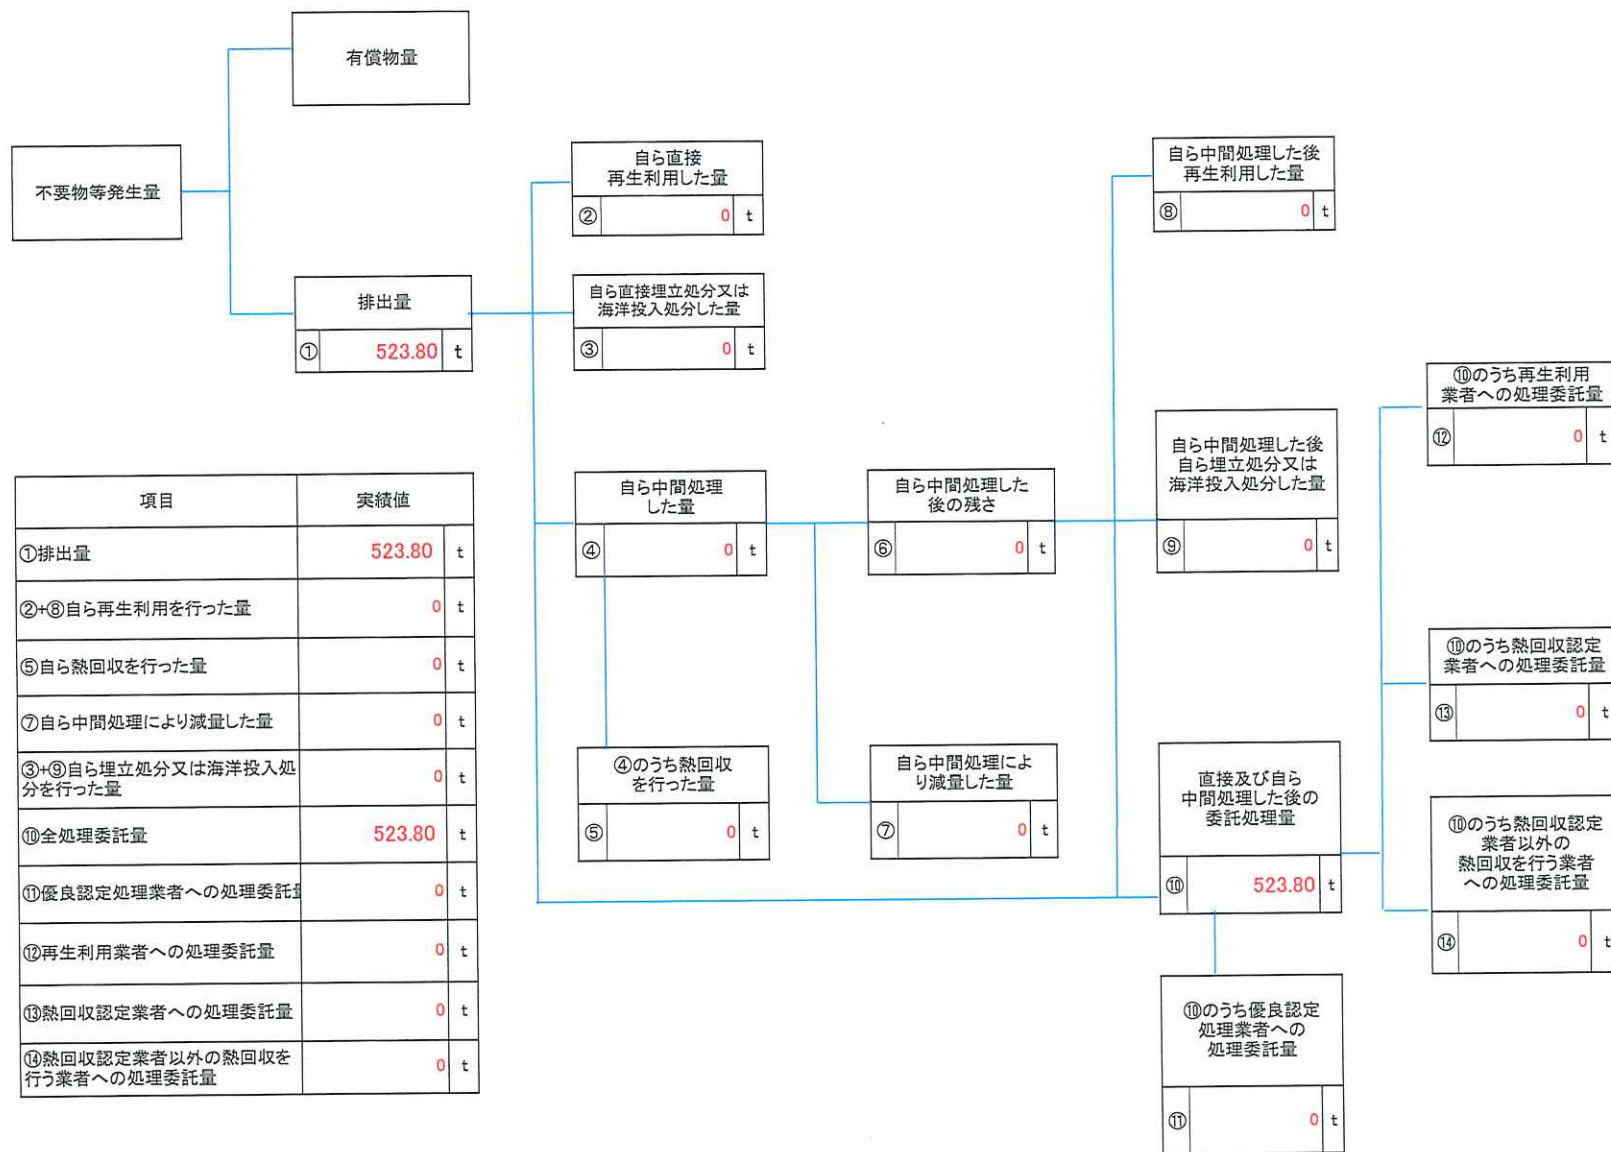 有償物量
不要物等発生量
排出量
① 523.80 t
自ら直接
再生利用した量
② 0 t
自ら直接埋立処分又は
海洋投入処分した量
③ 0 t
自ら中間処理
した量
④ 0 t
④のうち熱回収
を行った量
⑤ 0 t
自ら中間処理した
後の残さ
⑥ 0 t
自ら中間処理によ
り減量した量
⑦ 0 t
自ら中間処理した後
再生利用した量
⑧ 0 t
自ら中間処理した後
自ら埋立処分又は
海洋投入処分した量
⑨ 0 t
直接及び自ら
中間処理した後の
委託処理量
⑩ 523.80 t
⑩のうち優良認定
処理業者への
処理委託量
⑪ 0 t
⑩のうち再生利用
業者への処理委託量
⑫ 0 t
⑩のうち熱回収認定
業者への処理委託量
⑬ 0 t
⑩のうち熱回収認定
業者以外の
熱回収を行う業者
への処理委託量
⑭ 0 t
項目 実績値
①排出量 523.80 t
②+⑧自ら再生利用を行った量 0 t
⑤自ら熱回収を行った量 0 t
⑦自ら中間処理により減量した量 0 t
③+⑨自ら埋立処分又は海洋投入処
分を行った量 0 t
⑩全処理委託量 523.80 t
⑪優良認定処理業者への処理委託量 0 t
⑫再生利用業者への処理委託量 0 t
⑬熱回収認定業者への処理委託量 0 t
⑭熱回収認定業者以外の熱回収を
行う業者への処理委託量 0 t